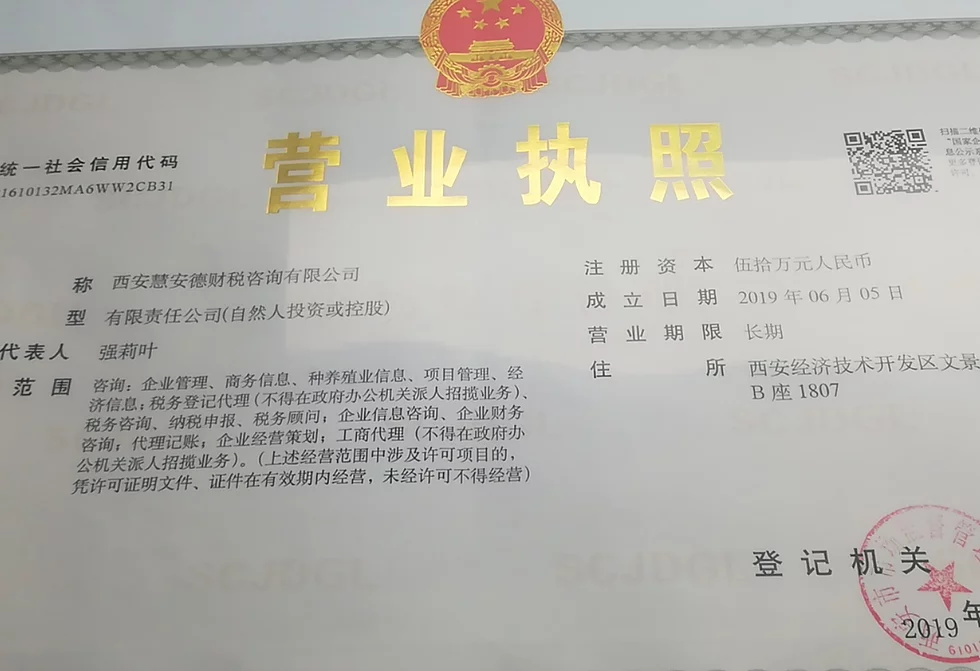 营业执照
统一社会信用代码
1610132MA6WW2CB31
扫描二维
“国家企
息公示系
更多登
许可、
称 西安慧安德财税咨询有限公司
型 有限责任公司(自然人投资或控股)
代表人 强莉叶
范围 咨询：企业管理、商务信息、种养殖业信息、项目管理、经
济信息；税务登记代理（不得在政府办公机关派人招揽业务）、
税务咨询、纳税申报、税务顾问；企业信息咨询、企业财务
咨询；代理记账；企业经营策划；工商代理（不得在政府办
公机关派人招揽业务）。（上述经营范围中涉及许可项目的，
凭许可证明文件、证件在有效期内经营，未经许可不得经营）
注册资本 伍拾万元人民币
成立日期 2019年06月05日
营业期限 长期
住所 西安经济技术开发区文景
B座1807
登记机关
2019年